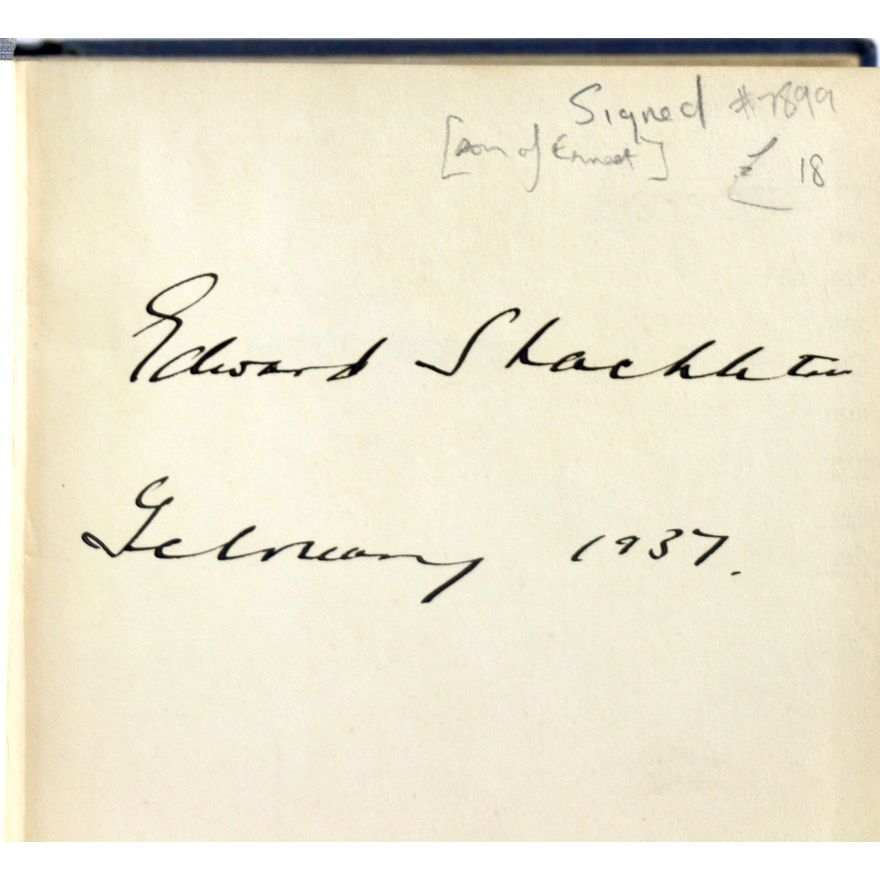 Signed #7899
[son of Ernest] £ 18
Edward Shackleton
February 1937.